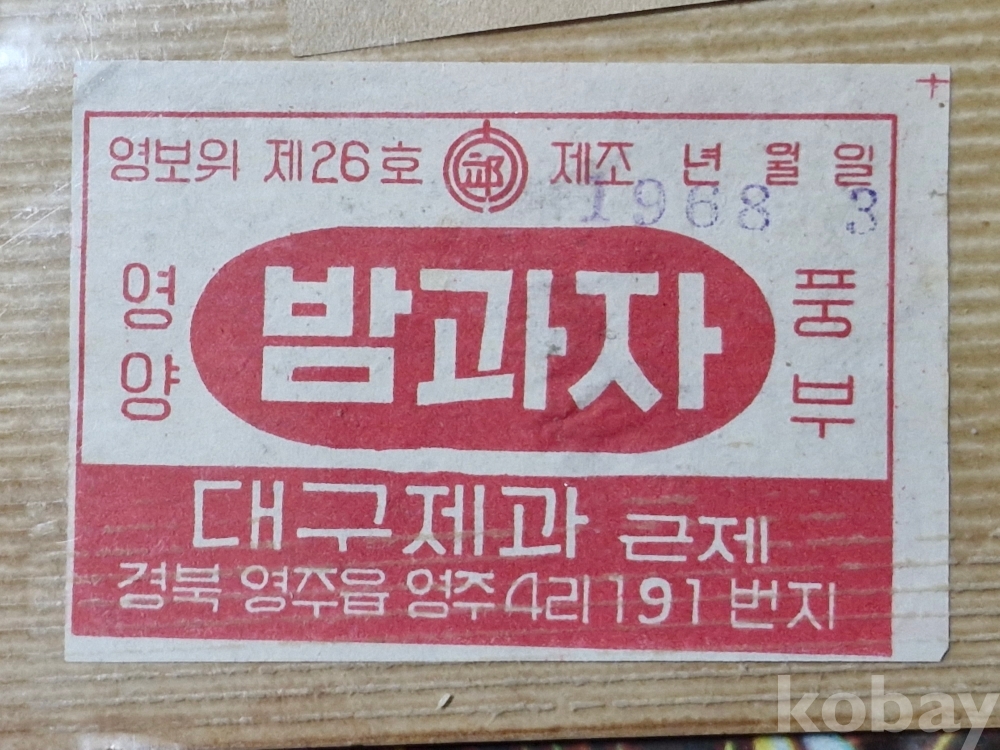 영보위 제26호 제조 년 월 일
1968 3
영양 밤과자 풍부
대구제과 근제
경북 영주읍 영주4리191번지
kobay